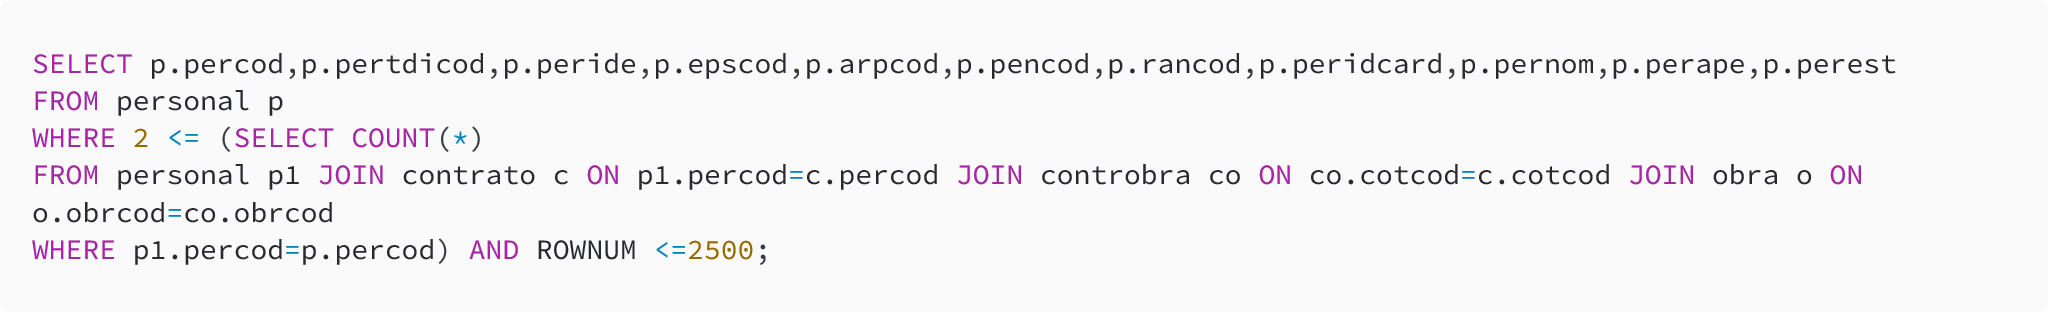 SELECT p.percod,p.pertdicod,p.peride,p.epscod,p.arpcod,p.pencod,p.rancod,p.peridcard,p.pernom,p.perape,p.perest
FROM personal p
WHERE 2 <= (SELECT COUNT(*)
FROM personal p1 JOIN contrato c ON p1.percod=c.percod JOIN controbra co ON co.cotcod=c.cotcod JOIN obra o ON
o.obrcod=co.obrcod
WHERE p1.percod=p.percod) AND ROWNUM <=2500;